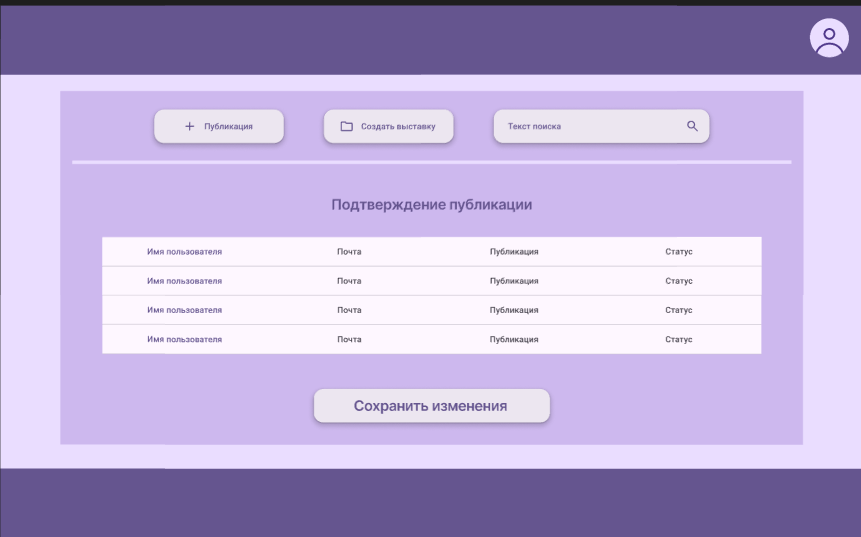 Публикация
Создать выставку
Текст поиска
Подтверждение публикации
Имя пользователя Почта Публикация Статус
Имя пользователя Почта Публикация Статус
Имя пользователя Почта Публикация Статус
Имя пользователя Почта Публикация Статус
Сохранить изменения